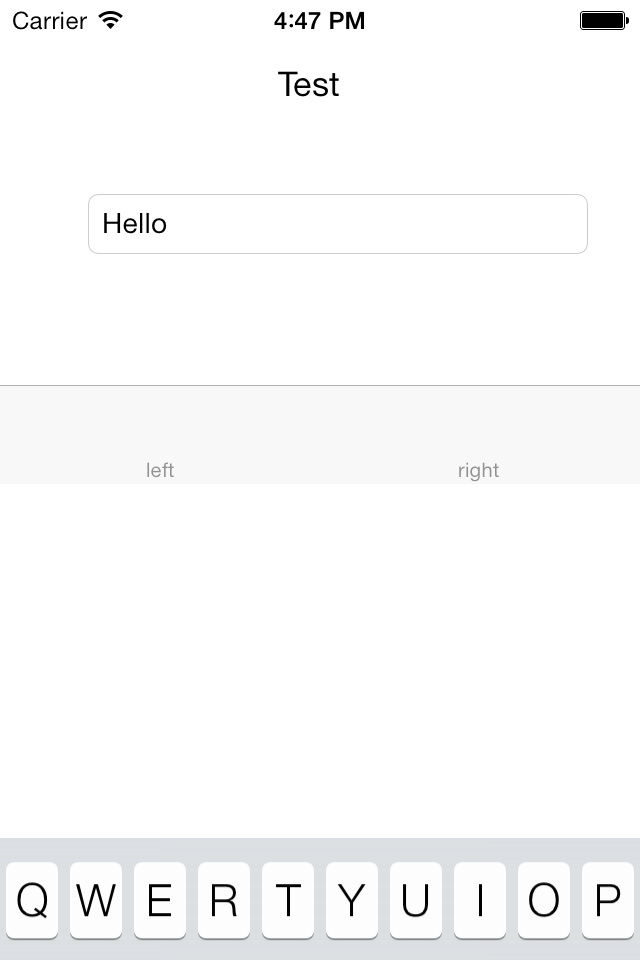 Carrier 4:47 PM
Test
Hello
left right
Q W E R T Y U I O P